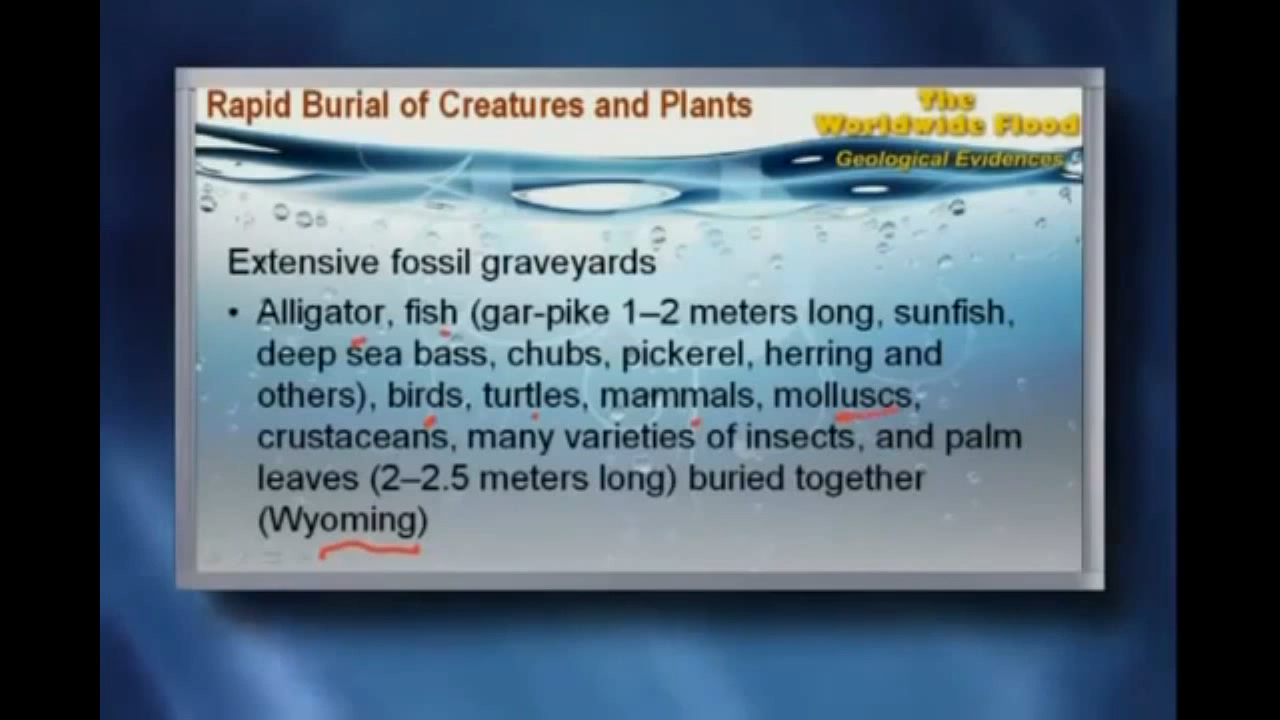 Rapid Burial of Creatures and Plants
The
Worldwide Flood
Geological Evidences
Extensive fossil graveyards
• Alligator, fish (gar-pike 1–2 meters long, sunfish,
deep sea bass, chubs, pickerel, herring and
others), birds, turtles, mammals, molluscs,
crustaceans, many varieties of insects, and palm
leaves (2–2.5 meters long) buried together
(Wyoming)